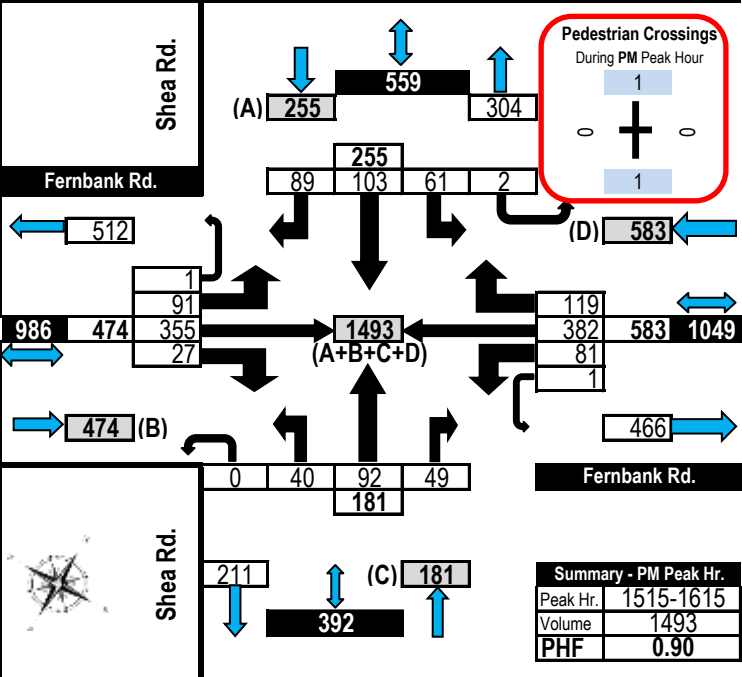 Shea Rd.
Fernbank Rd.
559
(A) 255
304
Pedestrian Crossings
During PM Peak Hour
1
0 0
1
255
89 103 61 2
512
(D) 583
1
91
986 474 355
27
1493
(A+B+C+D)
119
382 583 1049
81
1
474 (B)
466
0 40 92 49
181
Fernbank Rd.
Shea Rd.
211
(C) 181
392
Summary - PM Peak Hr.
Peak Hr. 1515-1615
Volume 1493
PHF 0.90